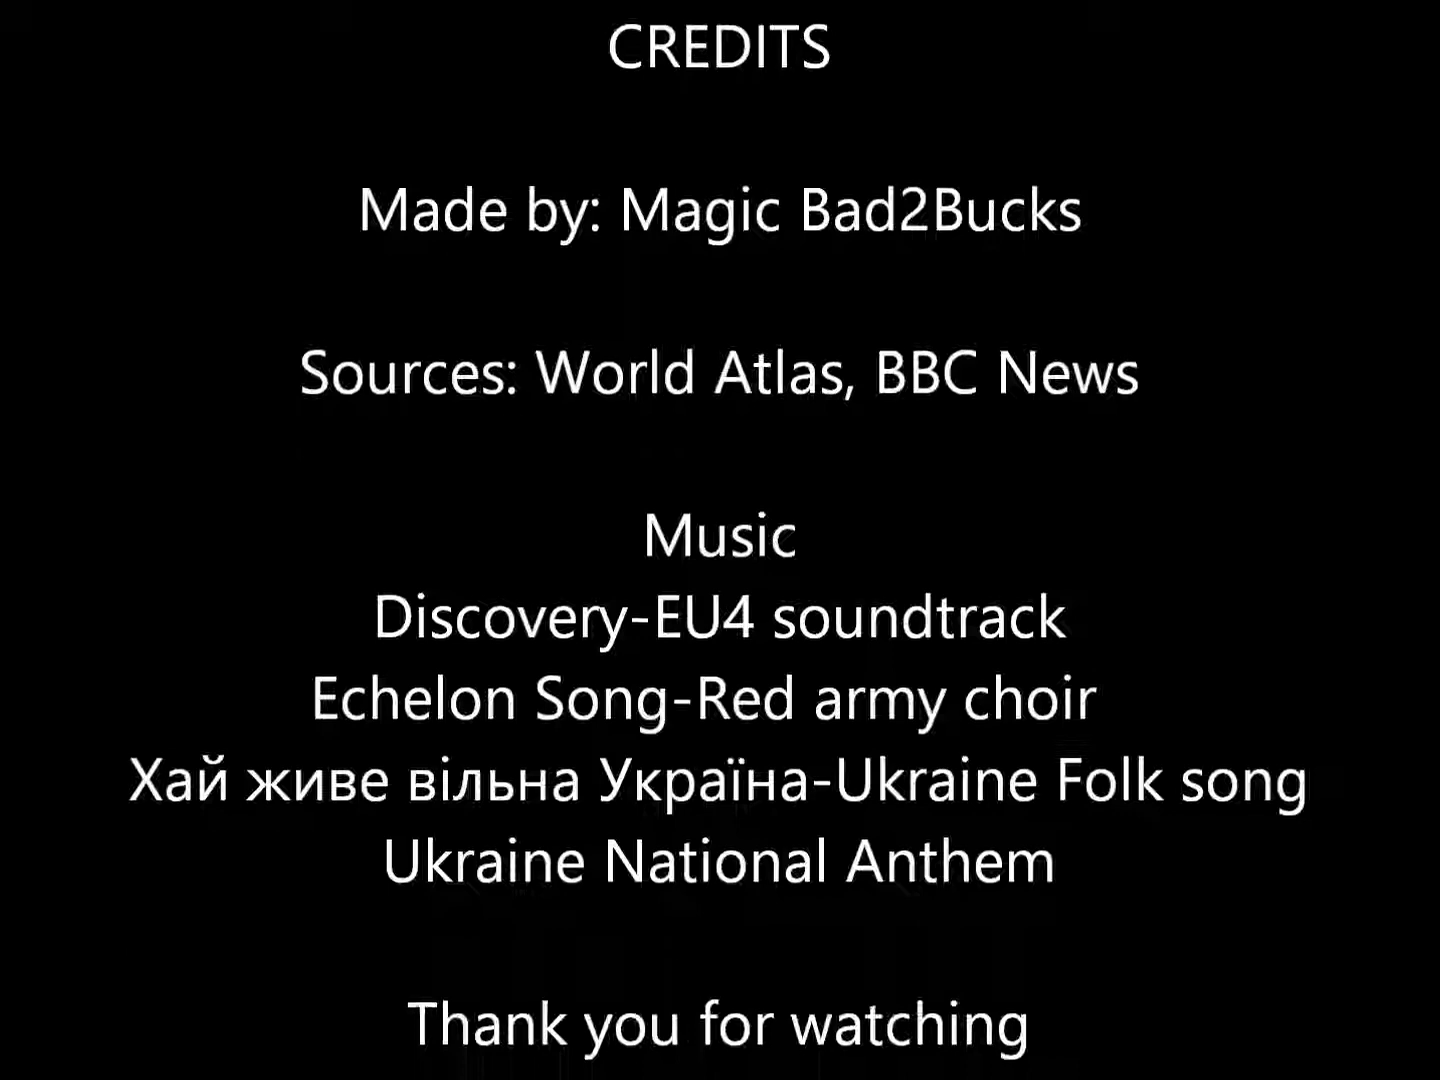 CREDITS
Made by: Magic Bad2Bucks
Sources: World Atlas, BBC News
Music
Discovery-EU4 soundtrack
Echelon Song-Red army choir
Хай живе вільна Україна-Ukraine Folk song
Ukraine National Anthem
Thank you for watching